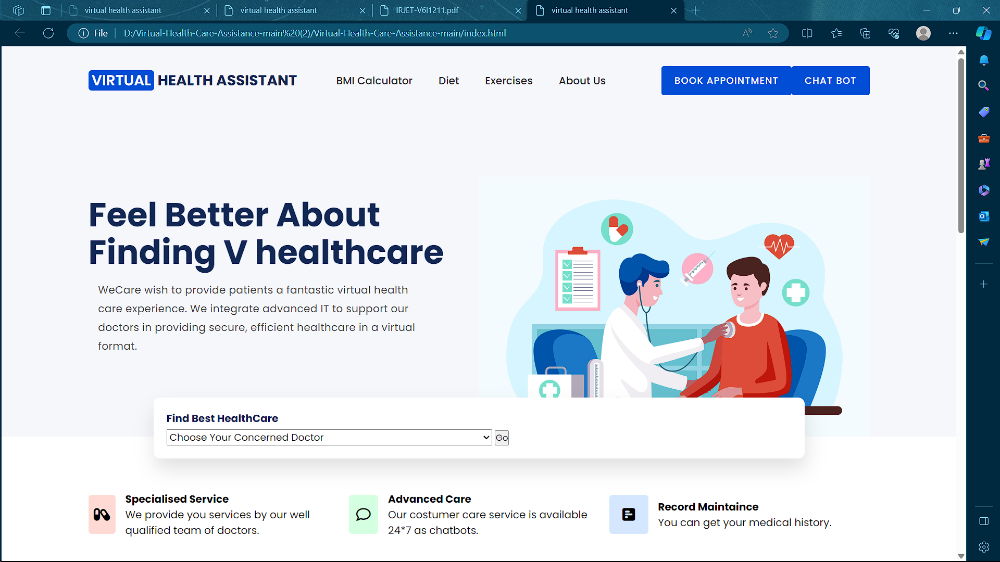 virtual health assistant
virtual health assistant
IRJET-V6I1211.pdf
virtual health assistant
File
D:/Virtual-Health-Care-Assistance-main%20(2)/Virtual-Health-Care-Assistance-main/index.html
VIRTUAL HEALTH ASSISTANT
BMI Calculator
Diet
Exercises
About Us
BOOK APPOINTMENT
CHAT BOT
Feel Better About
Finding V healthcare
WeCare wish to provide patients a fantastic virtual health
care experience. We integrate advanced IT to support our
doctors in providing secure, efficient healthcare in a virtual
format.
Find Best HealthCare
Choose Your Concerned Doctor
Go
Specialised Service
We provide you services by our well
qualified team of doctors.
Advanced Care
Our costumer care service is available
24*7 as chatbots.
Record Maintaince
You can get your medical history.